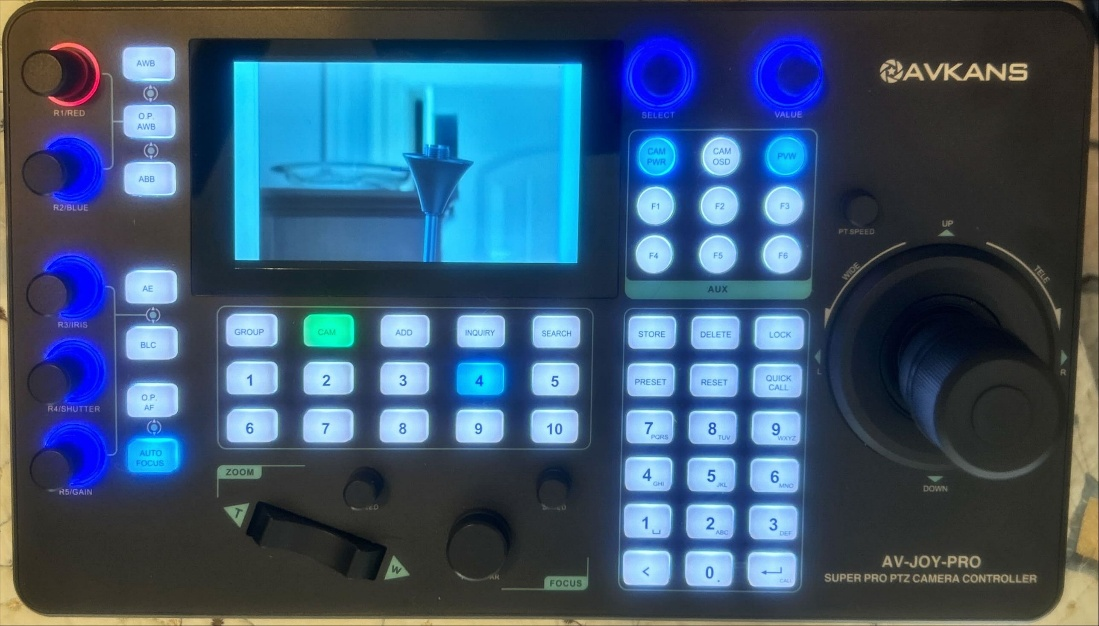 AWB
R1/RED
O.P.
AWB
ABB
R2/BLUE
AE
R3/IRIS
BLC
R4/SHUTTER
O.P.
AF
AUTO
FOCUS
R5/GAIN
SELECT
VALUE
AVKANS
CAM
PWR
CAM
OSD
PVW
F1
F2
F3
F4
F5
F6
AUX
PT SPEED
UP
WIDE
TELE
L
R
DOWN
GROUP
CAM
ADD
INQUIRY
SEARCH
1
2
3
4
5
6
7
8
9
10
STORE
DELETE
LOCK
PRESET
RESET
QUICK
CALL
7 PQRS
8 TUV
9 WXYZ
4 GHI
5 JKL
6 MNO
1
2 ABC
3 DEF
<
0
CALL
ZOOM
T
W
FOCUS
AV-JOY-PRO
SUPER PRO PTZ CAMERA CONTROLLER